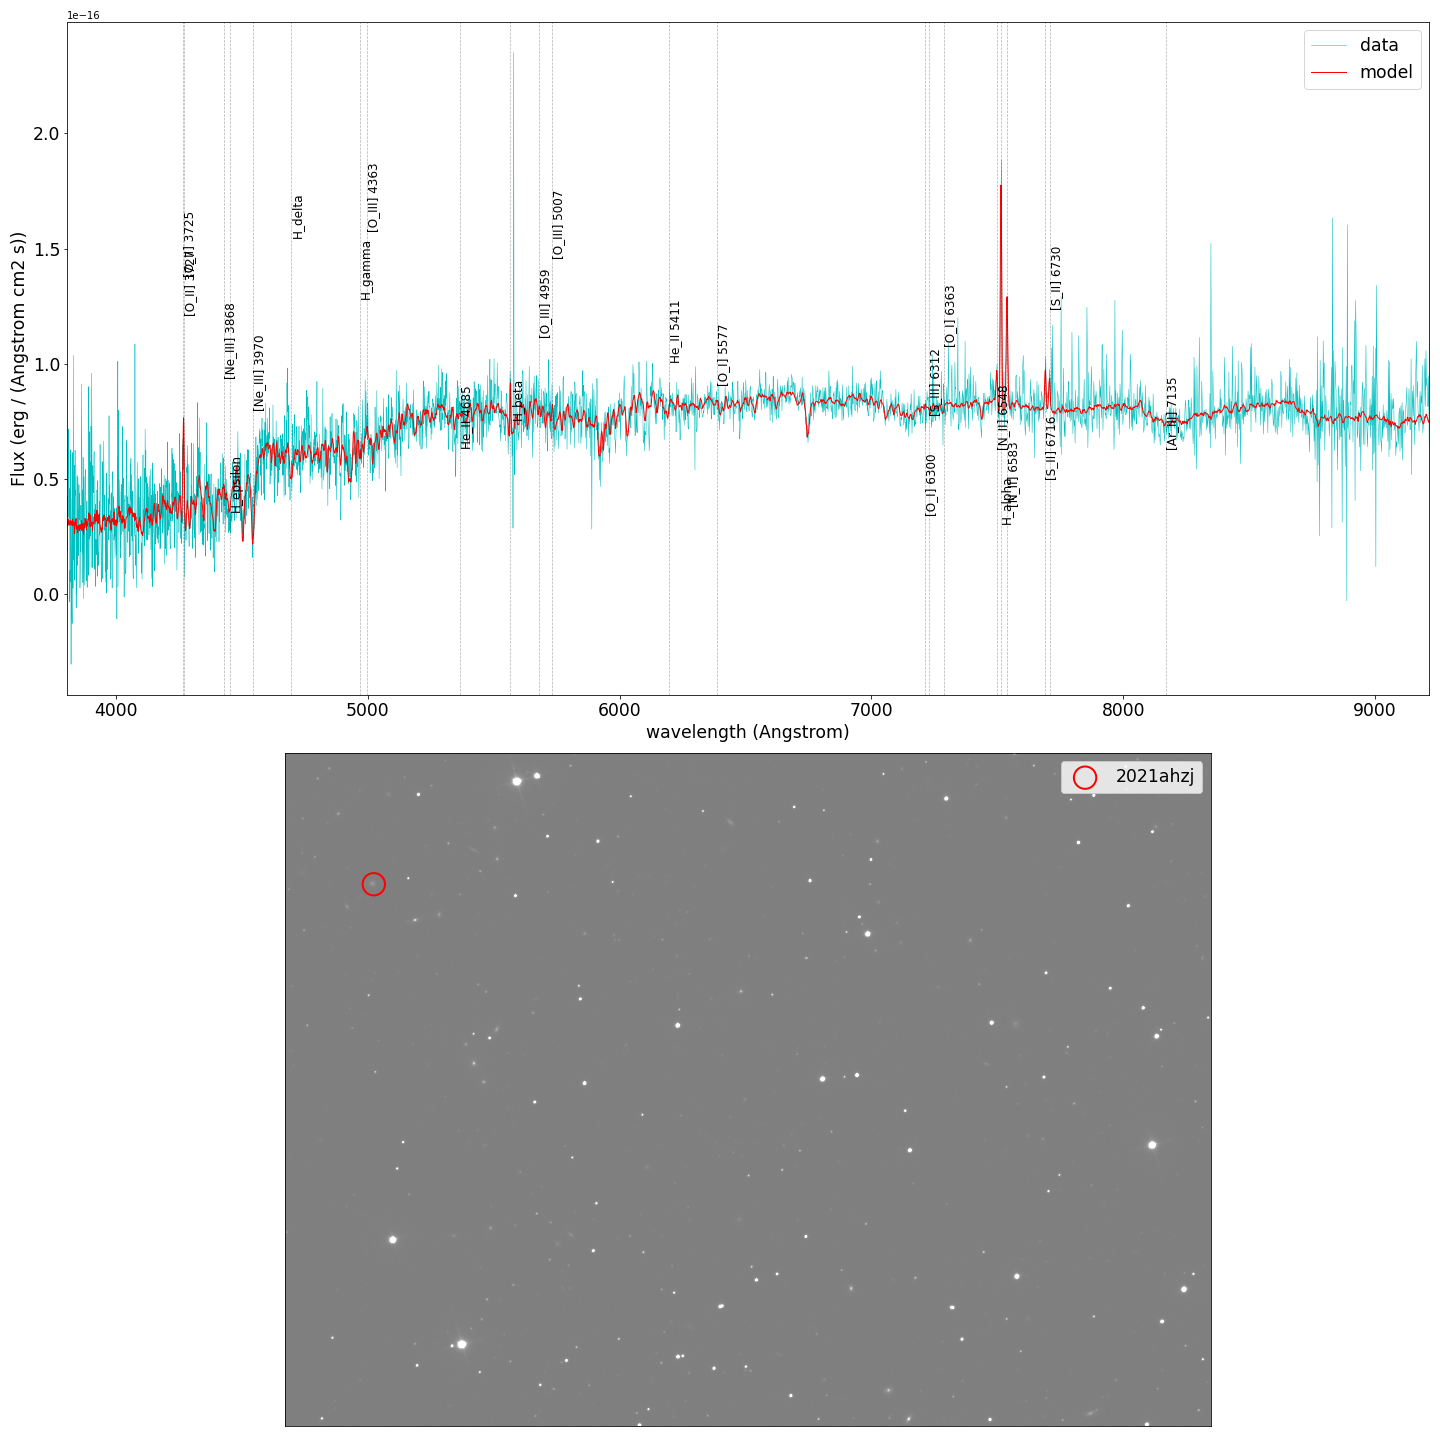 1e−16
data
model
Flux (erg / (Angstrom cm2 s))
2.0
1.5
1.0
0.5
0.0
[O_II] 3725
[O_II] 3727
[Ne_III] 3868
H_epsilon
[Ne_III] 3970
H_delta
H_gamma
[O_III] 4363
He_II 4685
H_beta
[O_III] 4959
[O_III] 5007
He_II 5411
[O_I] 5577
[O_I] 6300
[S_III] 6312
[O_I] 6363
[N_II] 6548
H_alpha
[N_II] 6583
[S_II] 6716
[S_II] 6730
[Ar_III] 7135
4000 5000 6000 7000 8000 9000
wavelength (Angstrom)
2021ahzj